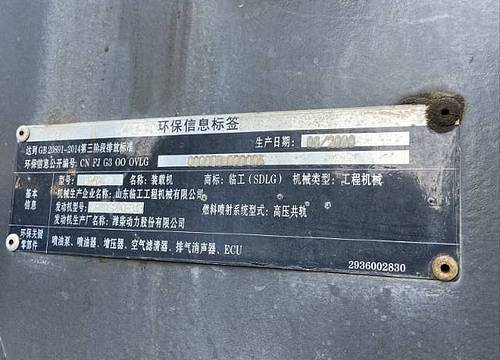 环保信息标签
达到GB20891-2014第三阶段排放标准
生产日期:
环保信息公开编号: CN FJ G3 OO OVLG
基本信息
型号: 名称: 装载机 商标: 临工(SDLG) 机械类型: 工程机械
机械生产企业名称: 山东临工工程机械有限公司
发动机型号: 燃料喷射系统型式: 高压共轨
发动机生产厂名称: 潍柴动力股份有限公司
环保关键零部件
喷油泵、喷油器、增压器、空气滤清器、排气消声器、ECU
2936002830